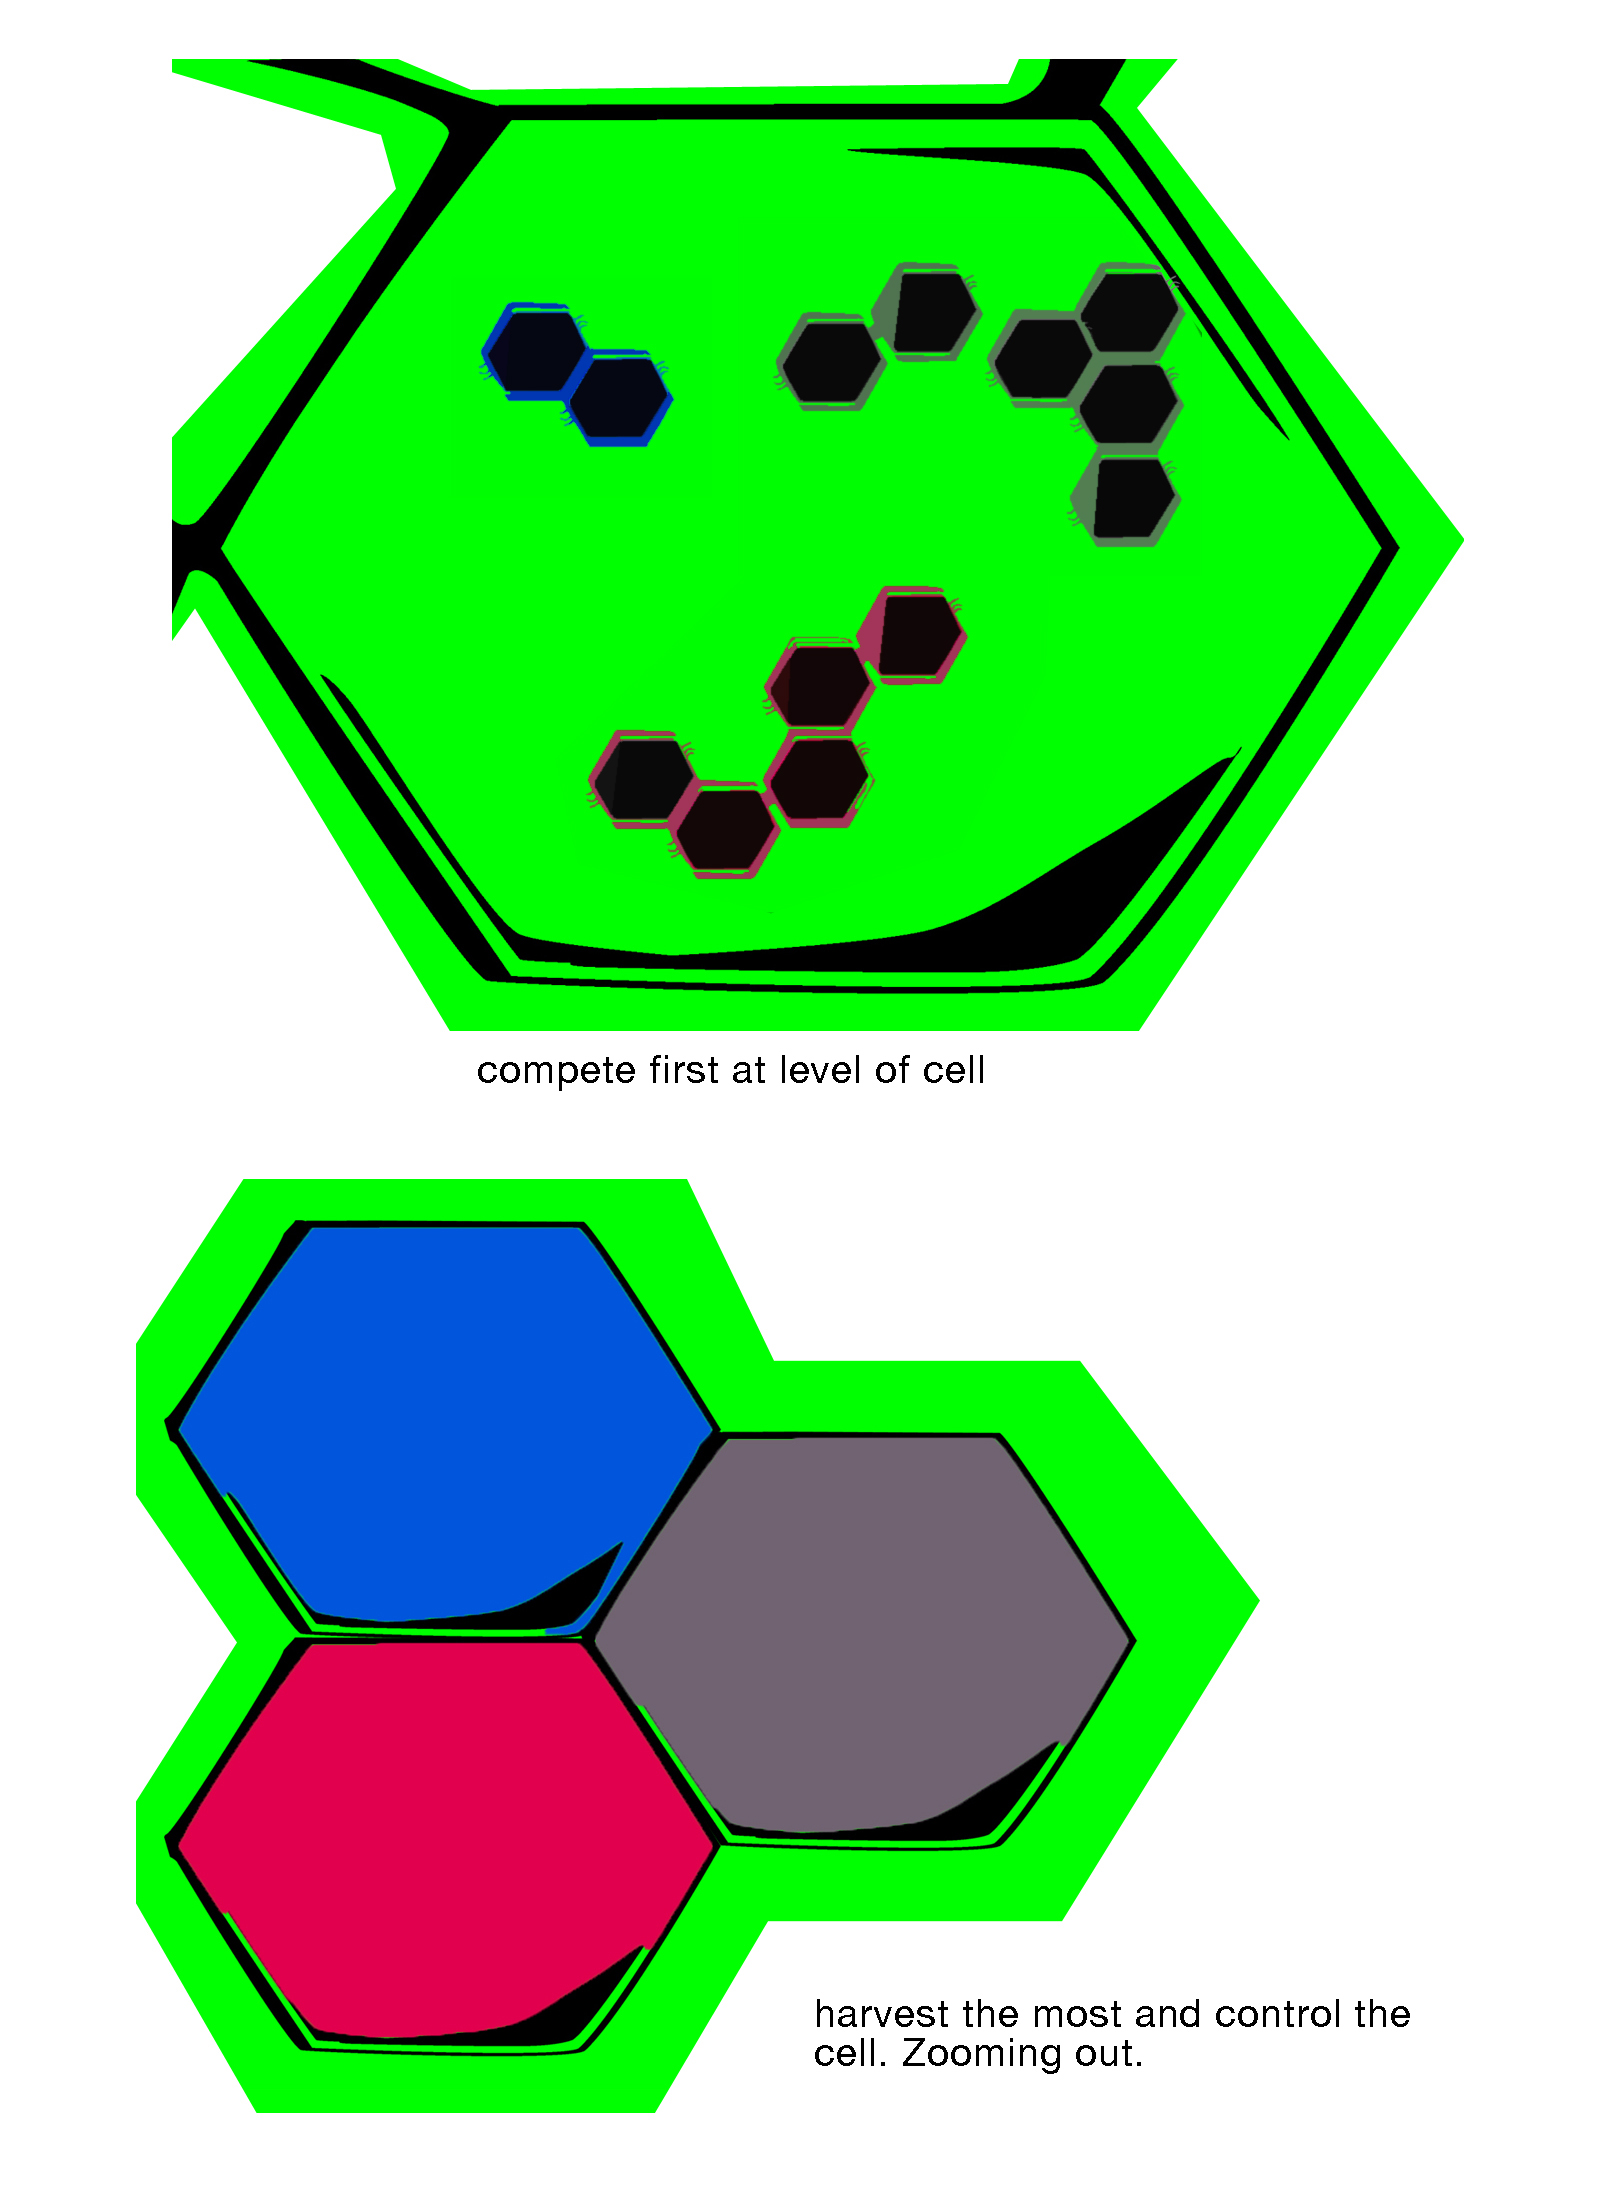 compete first at level of cell
harvest the most and control the
cell. Zooming out.